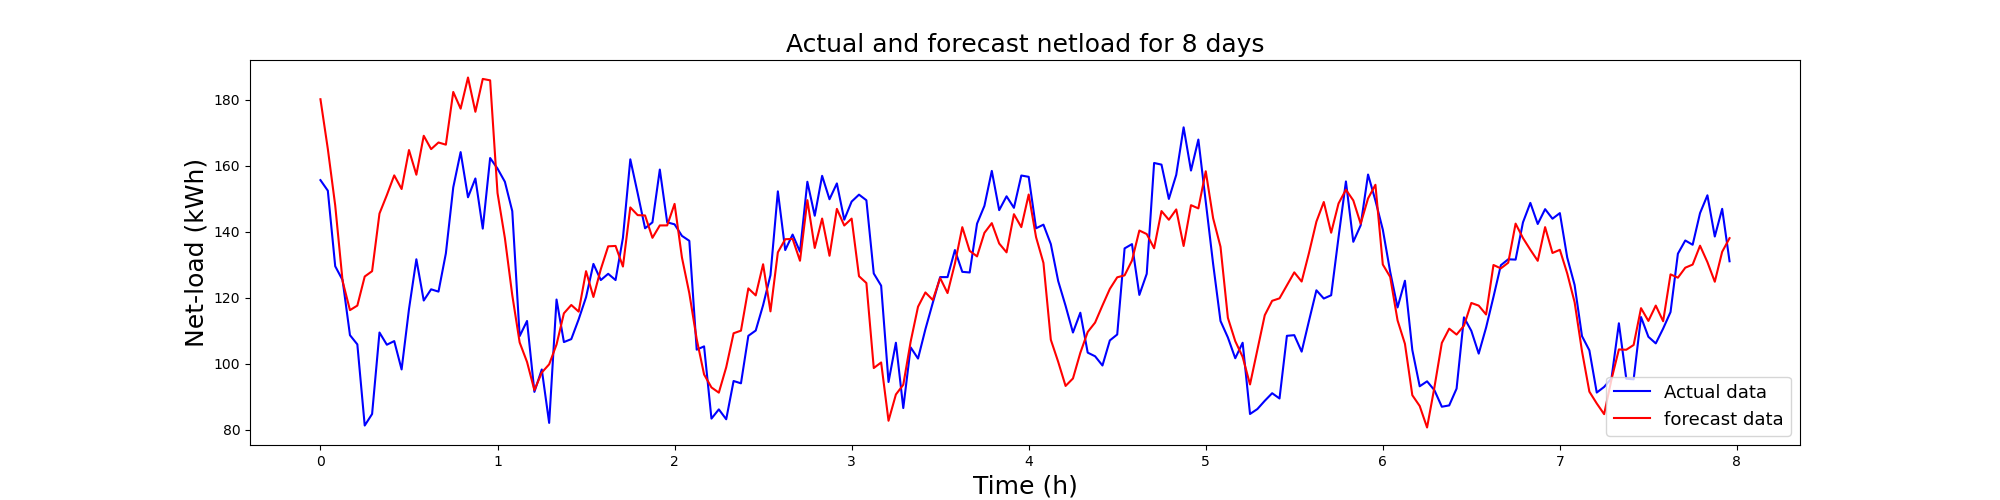 Actual and forecast netload for 8 days
Net-load (kWh)
180
160
140
120
100
80
0 1 2 3 4 5 6 7 8
Time (h)
Actual data
forecast data